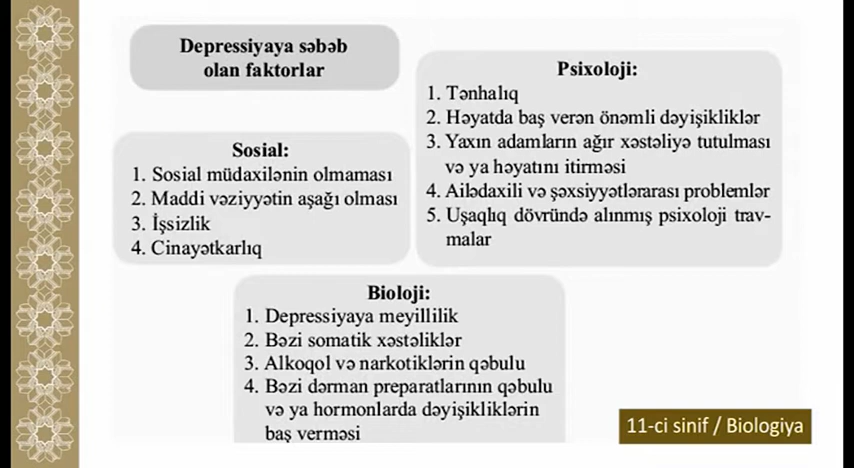 Depressiyaya səbəb
olan faktorlar
Psixoloji:
1. Tənhalıq
2. Həyatda baş verən önəmli dəyişikliklər
3. Yaxın adamların ağır xəstəliyə tutulması
və ya həyatını itirməsi
4. Ailədaxili və şəxsiyyətlərarası problemlər
5. Uşaqlıq dövründə alınmış psixoloji trav-
malar
Sosial:
1. Sosial müdaxilənin olmaması
2. Maddi vəziyyətin aşağı olması
3. İşsizlik
4. Cinayətkarlıq
Bioloji:
1. Depressiyaya meyillilik
2. Bəzi somatik xəstəliklər
3. Alkoqol və narkotiklərin qəbulu
4. Bəzi dərman preparatlarının qəbulu
və ya hormonlarda dəyişikliklərin
baş verməsi
11-ci sinif / Biologiya